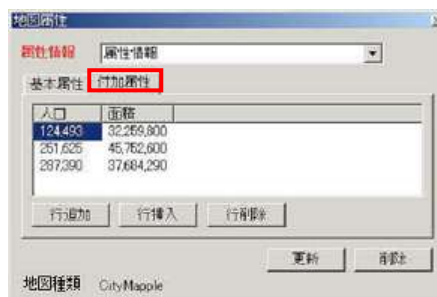 地図属性
属性情報 属性情報
基本属性 付加属性
人口 面積
124,493 32,259,800
251,625 45,762,600
287,390 37,684,290
行追加 行挿入 行削除
更新 削除
地図種類 CityMapple